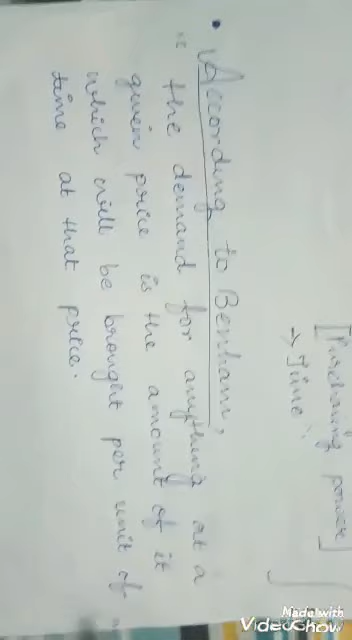 [Purchasing power]
→ Time
• According to Benham,
" the demand for anything at a
given price is the amount of it
which will be brought per unit of
time at that price.
Made with
VideoShow